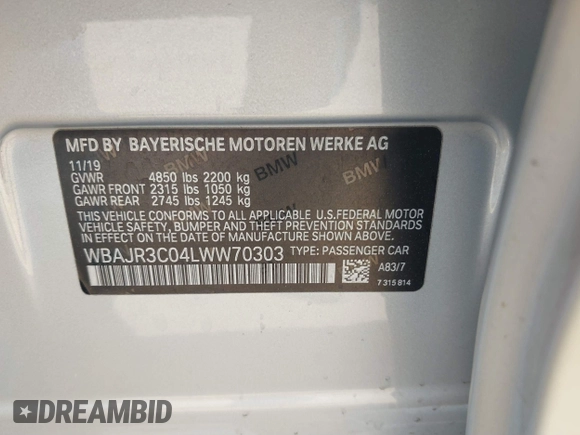 MFD BY BAYERISCHE MOTOREN WERKE AG
11/19
GVWR 4850 lbs 2200 kg
GAWR FRONT 2315 lbs 1050 kg
GAWR REAR 2745 lbs 1245 kg
THIS VEHICLE CONFORMS TO ALL APPLICABLE U.S.FEDERAL MOTOR
VEHICLE SAFETY, BUMPER AND THEFT PREVENTION STANDARDS
IN EFFECT ON THE DATE OF MANUFACTURE SHOWN ABOVE.
WBAJR3C04LWW70303 TYPE: PASSENGER CAR
A83/7
7 315 814
BMW
BMW
BMW
DREAMBID